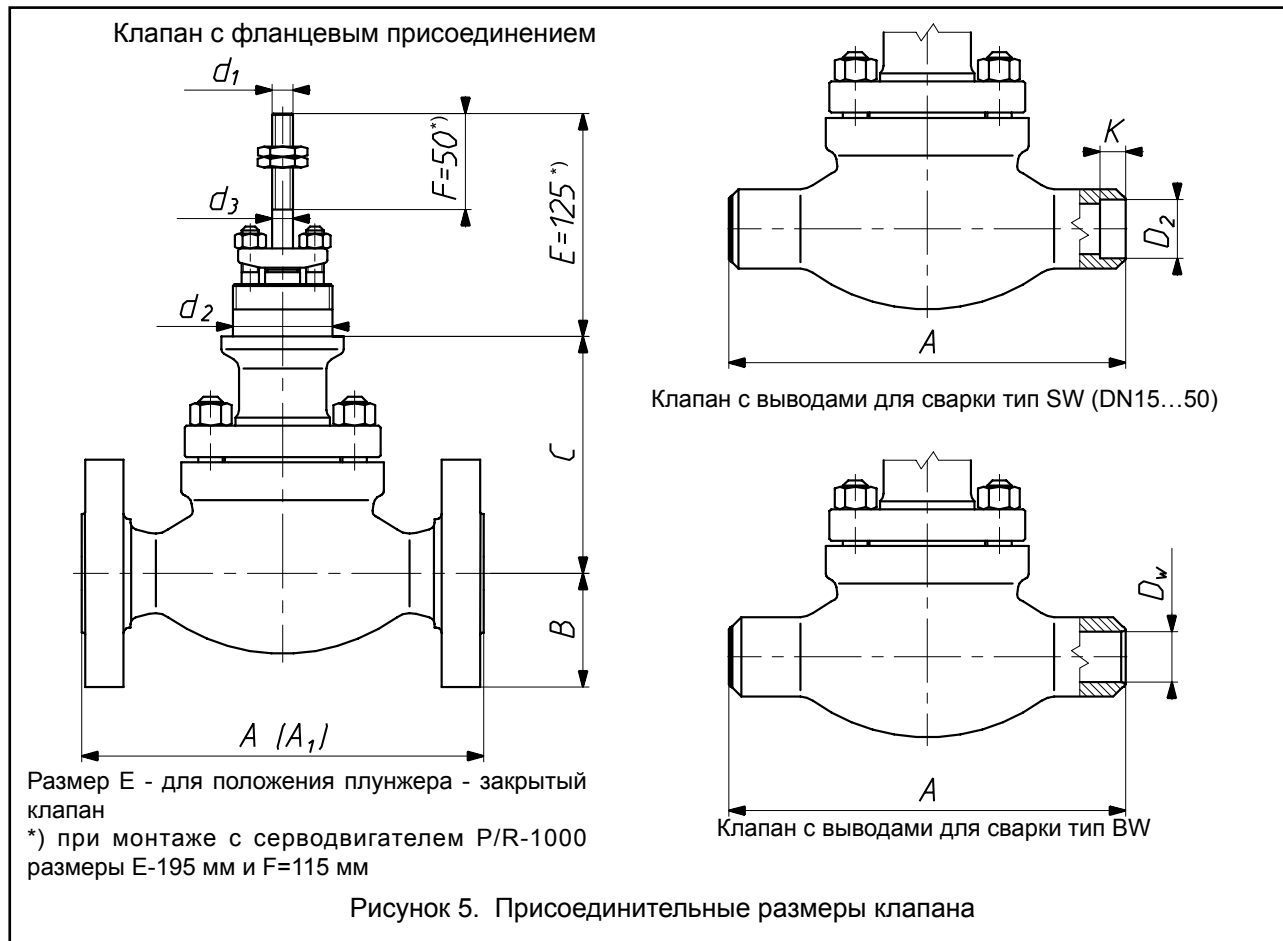 Клапан с фланцевым присоединением
d₁
F=50*)
E=125*)
d₃
d₂
C
B
A (A₁)
Размер E - для положения плунжера - закрытый
клапан
*) при монтаже с серводвигателем P/R-1000
размеры E-195 мм и F=115 мм
K
D₂
A
Клапан с выводами для сварки тип SW (DN15…50)
Dw
A
Клапан с выводами для сварки тип BW
Рисунок 5. Присоединительные размеры клапана